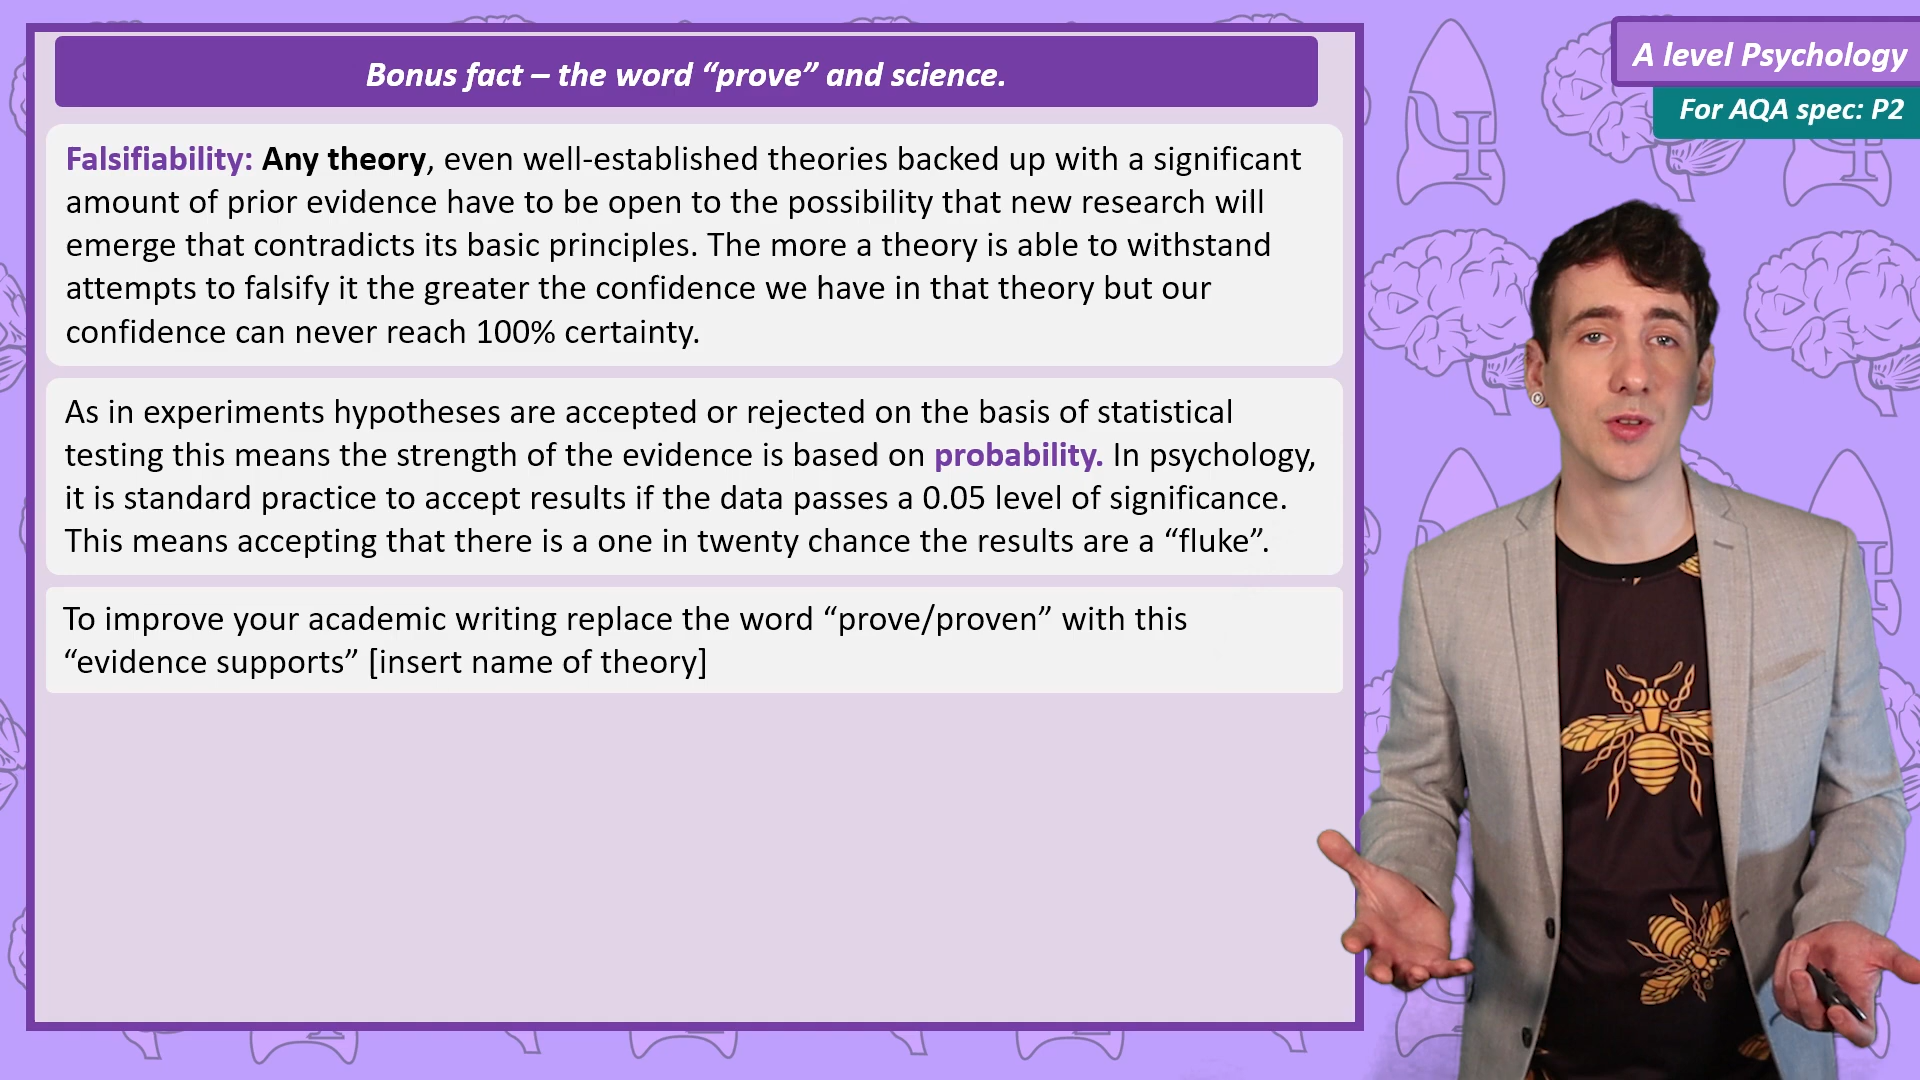 Bonus fact – the word “prove” and science.
A level Psychology
For AQA spec: P2
Falsifiability: Any theory, even well-established theories backed up with a significant
amount of prior evidence have to be open to the possibility that new research will
emerge that contradicts its basic principles. The more a theory is able to withstand
attempts to falsify it the greater the confidence we have in that theory but our
confidence can never reach 100% certainty.
As in experiments hypotheses are accepted or rejected on the basis of statistical
testing this means the strength of the evidence is based on probability. In psychology,
it is standard practice to accept results if the data passes a 0.05 level of significance.
This means accepting that there is a one in twenty chance the results are a “fluke”.
To improve your academic writing replace the word “prove/proven” with this
“evidence supports” [insert name of theory]